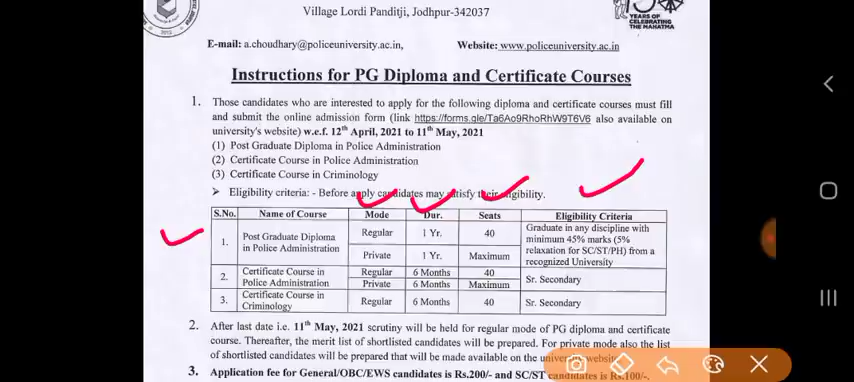 Village Lordi Panditji, Jodhpur-342037
YEARS OF
CELEBRATING
THE MAHATMA
E-mail: a.choudhary@policeuniversity.ac.in, Website: www.policeuniversity.ac.in
Instructions for PG Diploma and Certificate Courses
1. Those candidates who are interested to apply for the following diploma and certificate courses must fill
and submit the online admission form (link https://forms.gle/Ta6Ao9RhoRhW9T6V6 also available on
university's website) w.e.f. 12th April, 2021 to 11th May, 2021
(1) Post Graduate Diploma in Police Administration
(2) Certificate Course in Police Administration
(3) Certificate Course in Criminology
➢ Eligibility criteria: - Before apply candidates may satisfy their eligibility.
S.No. Name of Course Mode Dur. Seats Eligibility Criteria
1. Post Graduate Diploma in Police Administration Regular 1 Yr. 40 Graduate in any discipline with
minimum 45% marks (5%
Private 1 Yr. Maximum relaxation for SC/ST/PH) from a
recognized University
2. Certificate Course in Regular 6 Months 40 Sr. Secondary
Police Administration Private 6 Months Maximum
3. Certificate Course in
Criminology Regular 6 Months 40 Sr. Secondary
2. After last date i.e. 11th May, 2021 scrutiny will be held for regular mode of PG diploma and certificate
course. Thereafter, the merit list of shortlisted candidates will be prepared. For private mode also the list
of shortlisted candidates will be prepared that will be made available on the university website.
3. Application fee for General/OBC/EWS candidates is Rs.200/- and SC/ST candidates is Rs.100/-.